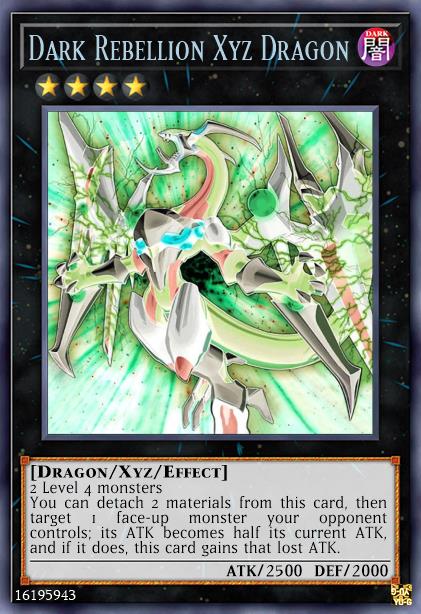 Dark Rebellion Xyz Dragon
DARK
闇
[Dragon/Xyz/Effect]
2 Level 4 monsters
You can detach 2 materials from this card, then
target 1 face-up monster your opponent
controls; its ATK becomes half its current ATK,
and if it does, this card gains that lost ATK.
ATK/2500 DEF/2000
16195943